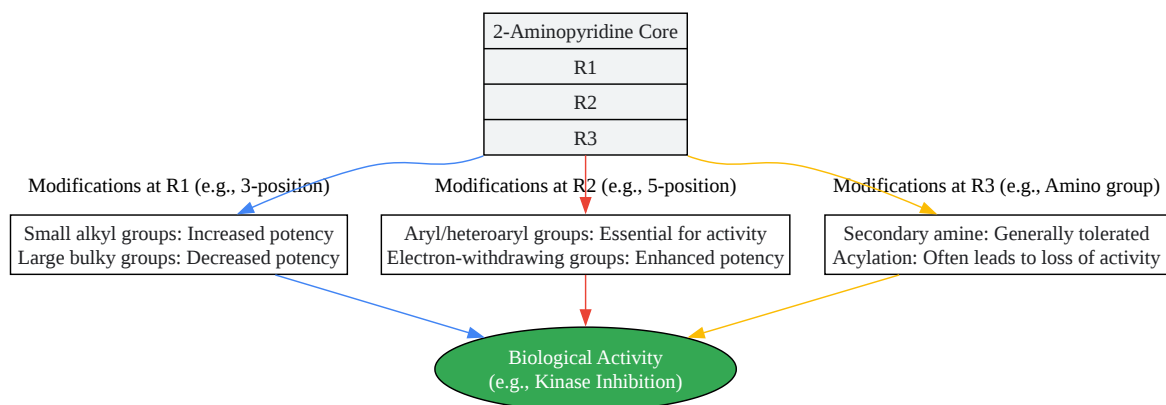 2-Aminopyridine Core
R1
R2
R3
Modifications at R1 (e.g., 3-position)
Modifications at R2 (e.g., 5-position)
Modifications at R3 (e.g., Amino group)
Small alkyl groups: Increased potency
Large bulky groups: Decreased potency
Aryl/heteroaryl groups: Essential for activity
Electron-withdrawing groups: Enhanced potency
Secondary amine: Generally tolerated
Acylation: Often leads to loss of activity
Biological Activity
(e.g., Kinase Inhibition)